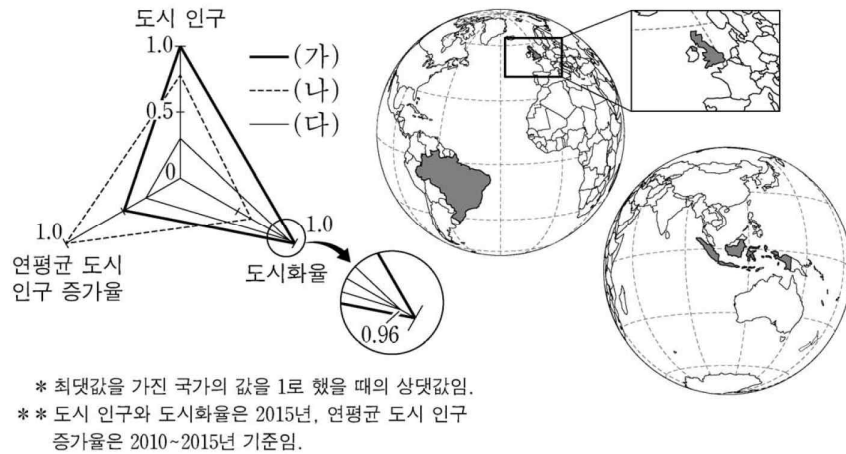 도시 인구
1.0
0.5
0
1.0
연평균 도시
인구 증가율
1.0
도시화율
0.96
(가)
(나)
(다)
* 최댓값을 가진 국가의 값을 1로 했을 때의 상댓값임.
** 도시 인구와 도시화율은 2015년, 연평균 도시 인구
증가율은 2010~2015년 기준임.